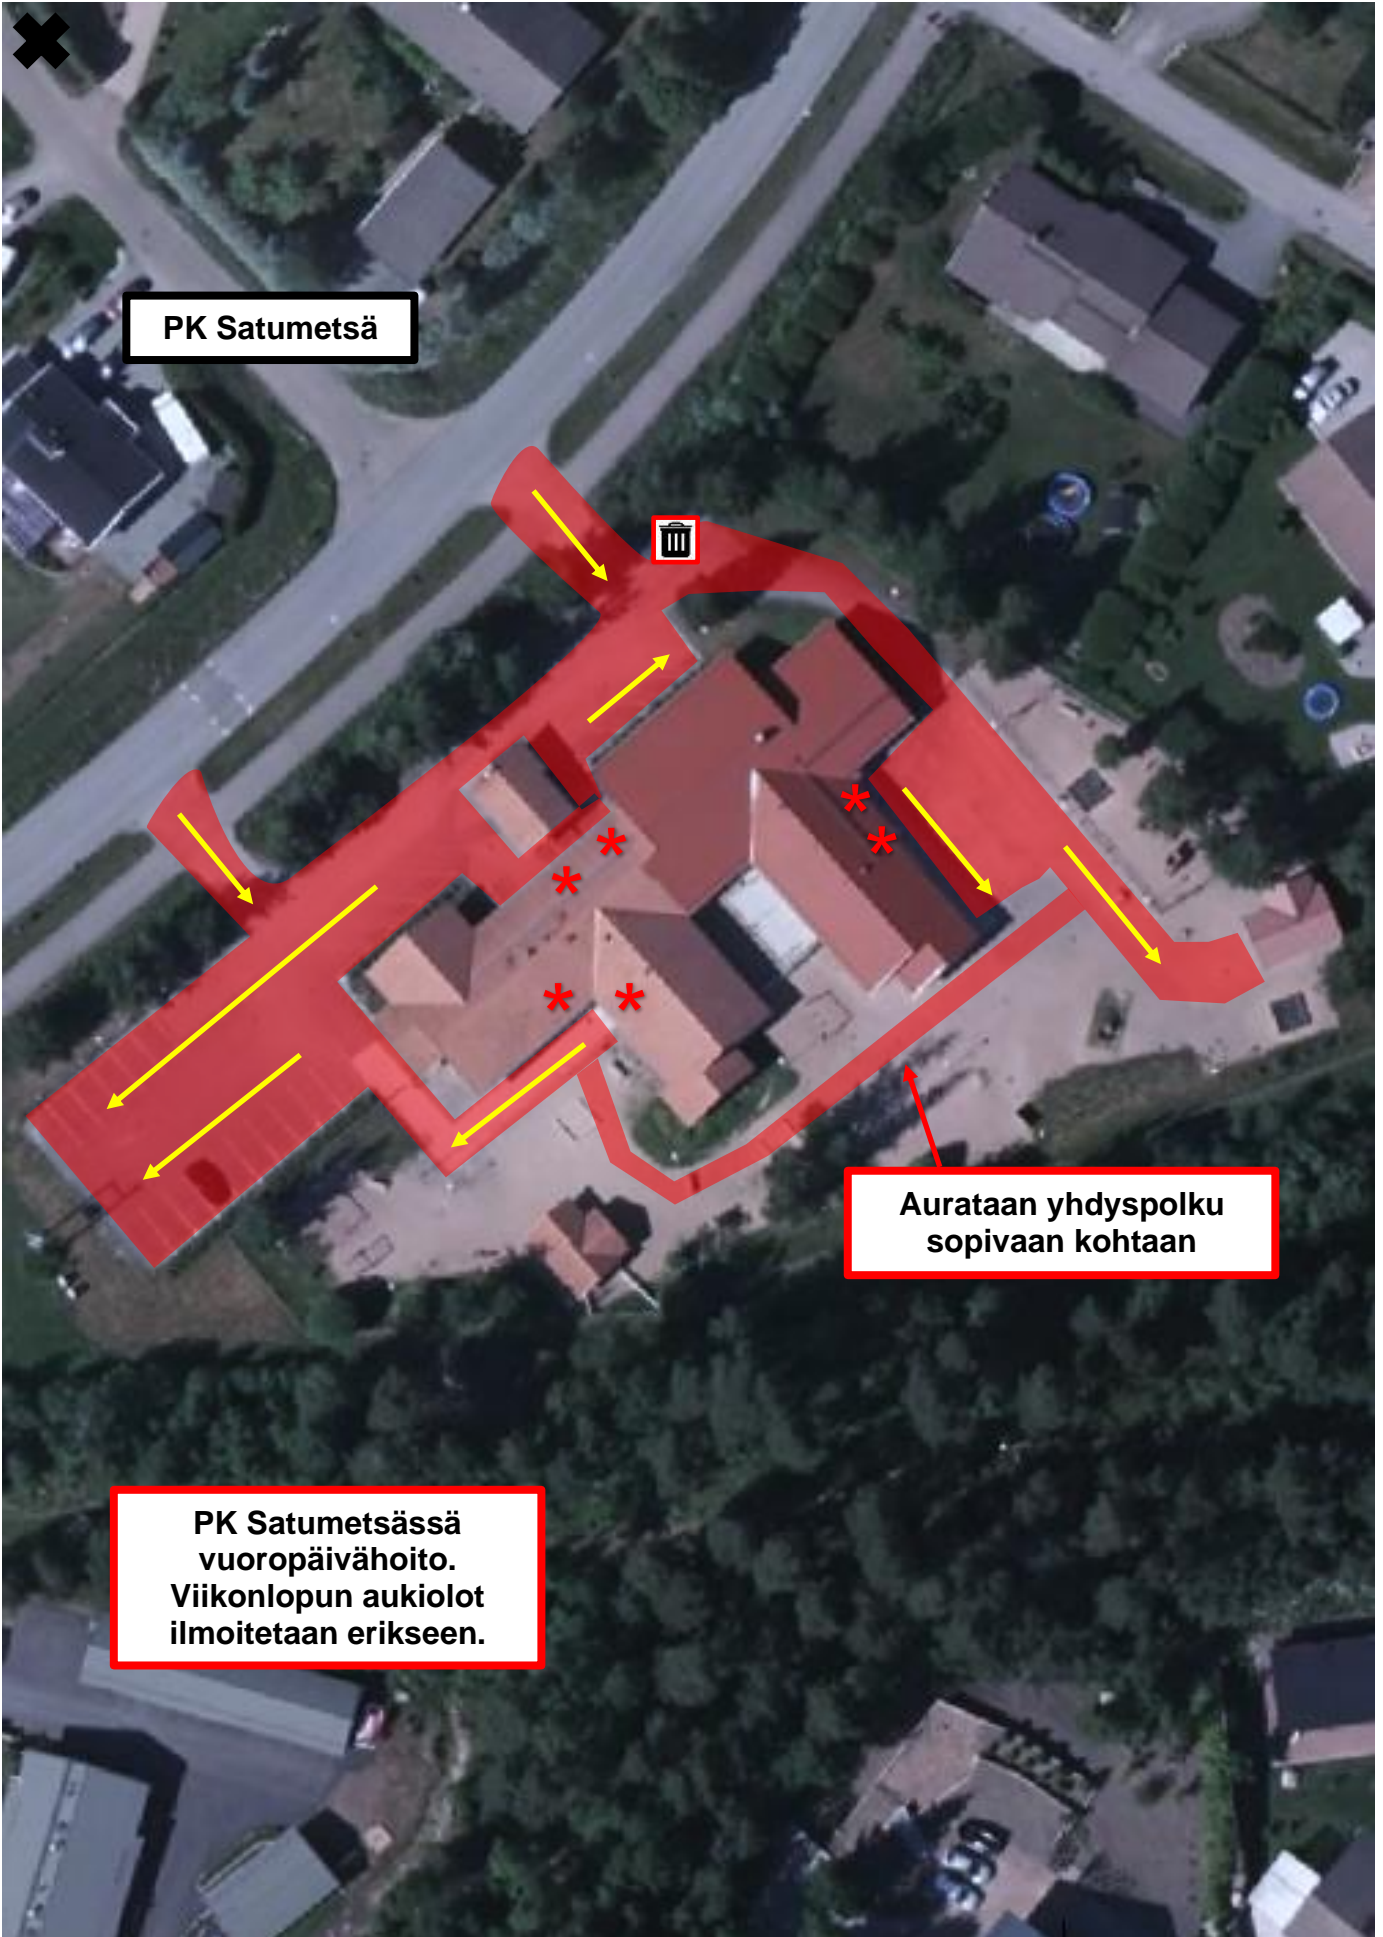 PK Satumetsä
Aurataan yhdyspolku
sopivaan kohtaan
PK Satumetsässä
vuoropäivähoito.
Viikonlopun aukiolot
ilmoitetaan erikseen.